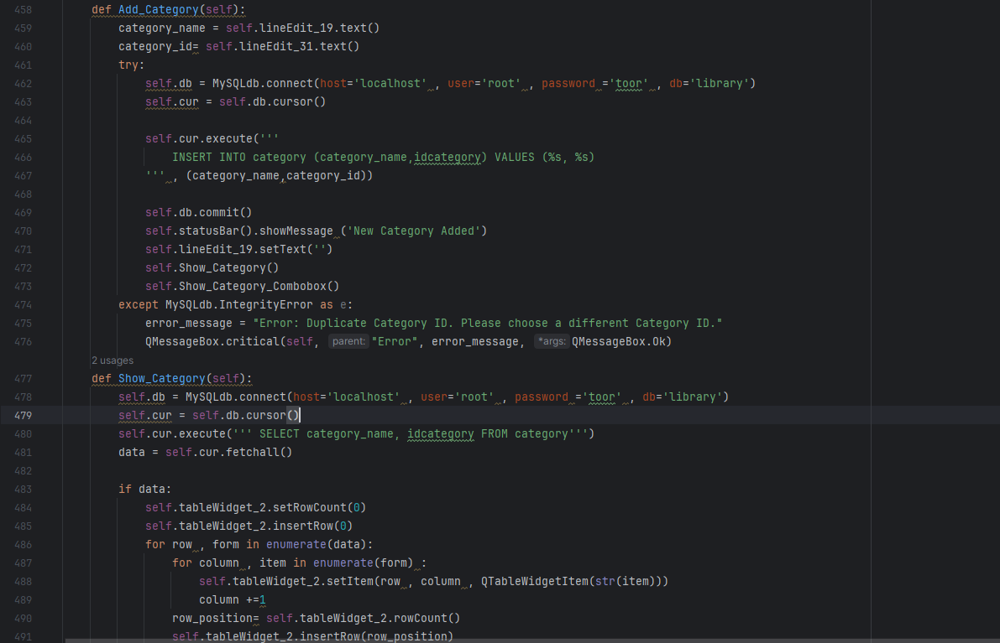 458 def Add_Category(self):
459 category_name = self.lineEdit_19.text()
460 category_id= self.lineEdit_31.text()
461 try:
462 self.db = MySQLdb.connect(host='localhost' , user='root' , password ='toor' , db='library')
463 self.cur = self.db.cursor()
464
465 self.cur.execute('''
466 INSERT INTO category (category_name,idcategory) VALUES (%s, %s)
467 ''' , (category_name,category_id))
468
469 self.db.commit()
470 self.statusBar().showMessage ('New Category Added')
471 self.lineEdit_19.setText('')
472 self.Show_Category()
473 self.Show_Category_Combobox()
474 except MySQLdb.IntegrityError as e:
475 error_message = "Error: Duplicate Category ID. Please choose a different Category ID."
476 QMessageBox.critical(self, parent: "Error", error_message, *args: QMessageBox.Ok)
2 usages
477 def Show_Category(self):
478 self.db = MySQLdb.connect(host='localhost' , user='root' , password ='toor' , db='library')
479 self.cur = self.db.cursor()
480 self.cur.execute(''' SELECT category_name, idcategory FROM category''')
481 data = self.cur.fetchall()
482
483 if data:
484 self.tableWidget_2.setRowCount(0)
485 self.tableWidget_2.insertRow(0)
486 for row , form in enumerate(data):
487 for column , item in enumerate(form) :
488 self.tableWidget_2.setItem(row , column , QTableWidgetItem(str(item)))
489 column +=1
490 row_position= self.tableWidget_2.rowCount()
491 self.tableWidget_2.insertRow(row_position)